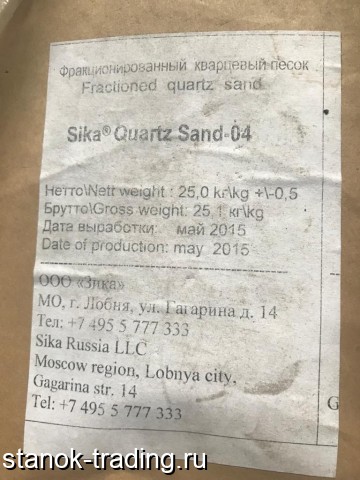 Фракционированный кварцевый песок
Fractioned quartz sand
Sika® Quartz Sand-04
Нетто\Nett weight : 25,0 кг\kg +\-0,5
Брутто\Gross weight: 25,1 кг\kg
Дата выработки: май 2015
Date of production: may 2015
ООО «Зика»
МО, г. Лобня, ул. Гагарина д. 14
Тел: +7 495 5 777 333
Sika Russia LLC
Moscow region, Lobnya city,
Gagarina str. 14
Tel: +7 495 5 777 333
G
stanok-trading.ru